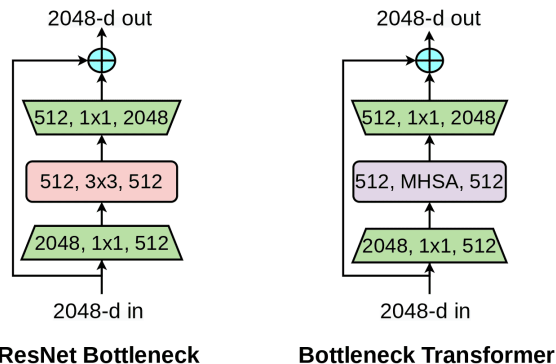 2048-d out
512, 1x1, 2048
512, 3x3, 512
2048, 1x1, 512
2048-d in
ResNet Bottleneck
2048-d out
512, 1x1, 2048
512, MHSA, 512
2048, 1x1, 512
2048-d in
Bottleneck Transformer